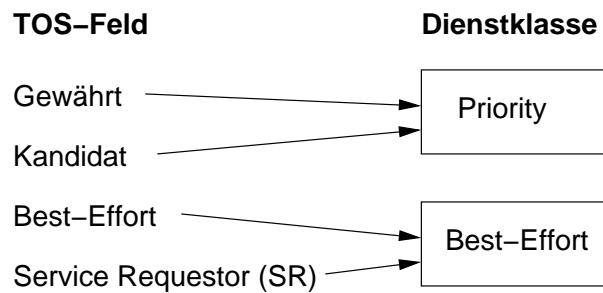 TOS–Feld Dienstklasse
Gewährt
Priority
Kandidat
Best–Effort
Best–Effort
Service Requestor (SR)